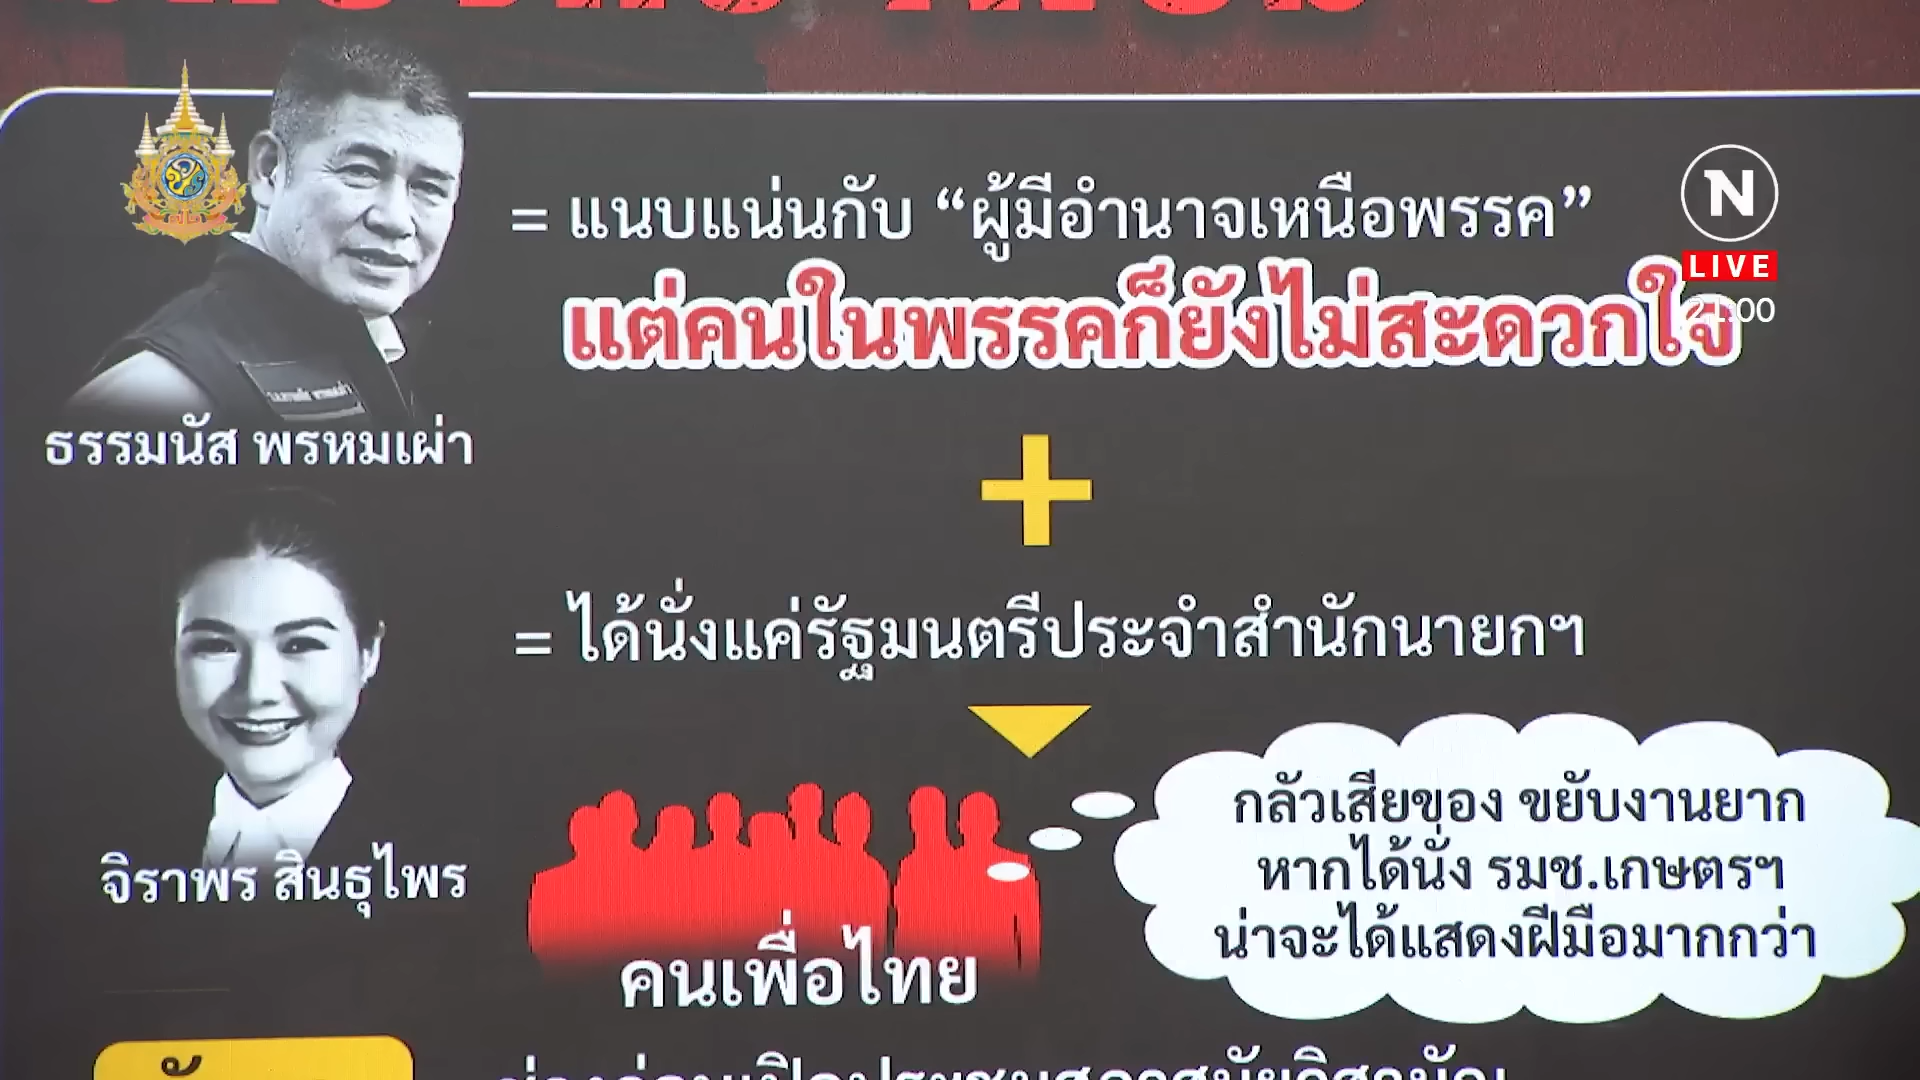 = แนบแน่นกับ “ผู้มีอำนาจเหนือพรรค”
แต่คนในพรรคก็ยังไม่สะดวกใจ
N
LIVE
21:00
ธรรมนัส พรหมเผ่า
= ได้นั่งแค่รัฐมนตรีประจำสำนักนายกฯ
จิราพร สินธุไพร
กลัวเสียของ ขยับงานยาก
หากได้นั่ง รมช.เกษตรฯ
น่าจะได้แสดงฝีมือมากกว่า
คนเพื่อไทย